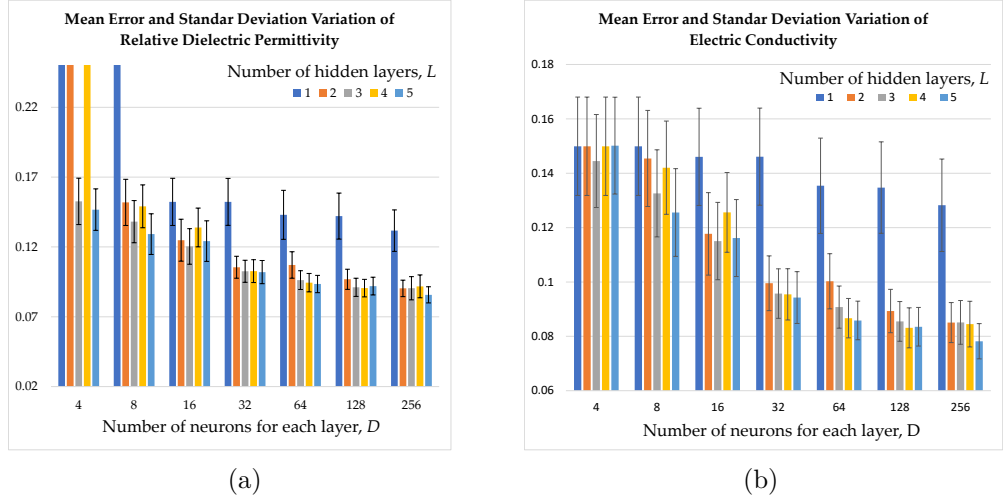 Mean Error and Standar Deviation Variation of
Relative Dielectric Permittivity
Number of hidden layers, L
1 2 3 4 5
0.22
0.17
0.12
0.07
0.02
4 8 16 32 64 128 256
Number of neurons for each layer, D
(a)
Mean Error and Standar Deviation Variation of
Electric Conductivity
0.18
Number of hidden layers, L
1 2 3 4 5
0.16
0.14
0.12
0.1
0.08
0.06
4 8 16 32 64 128 256
Number of neurons for each layer, D
(b)